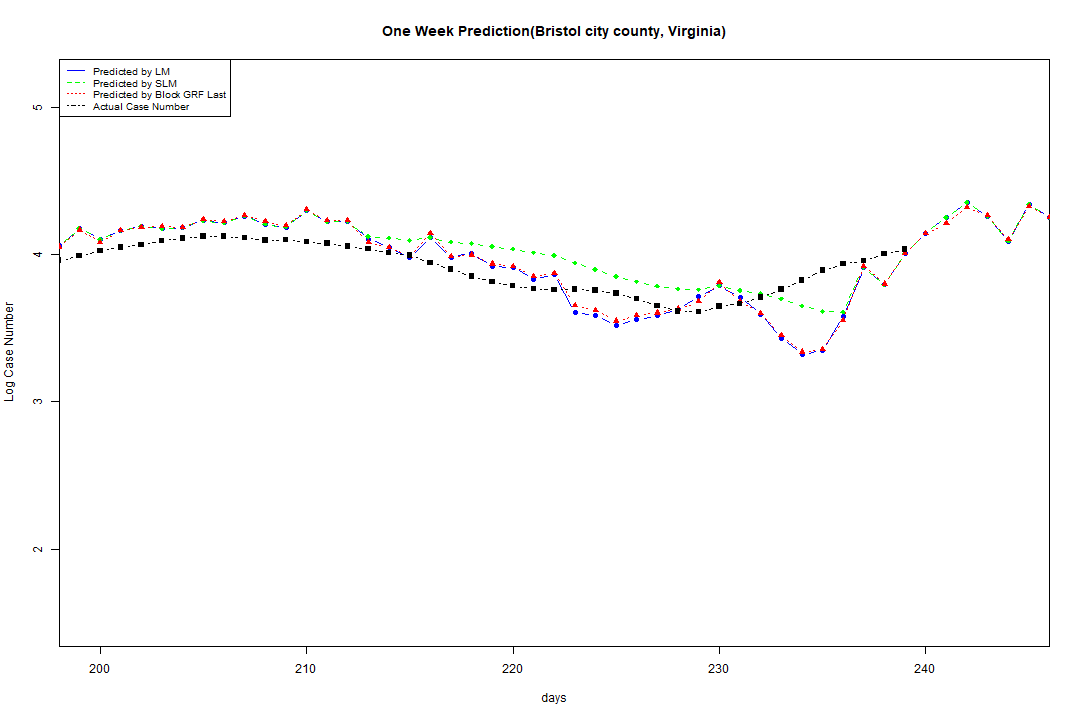 One Week Prediction(Bristol city county, Virginia)
Predicted by LM
Predicted by SLM
Predicted by Block GRF Last
Actual Case Number
5
4
3
2
Log Case Number
200 210 220 230 240
days